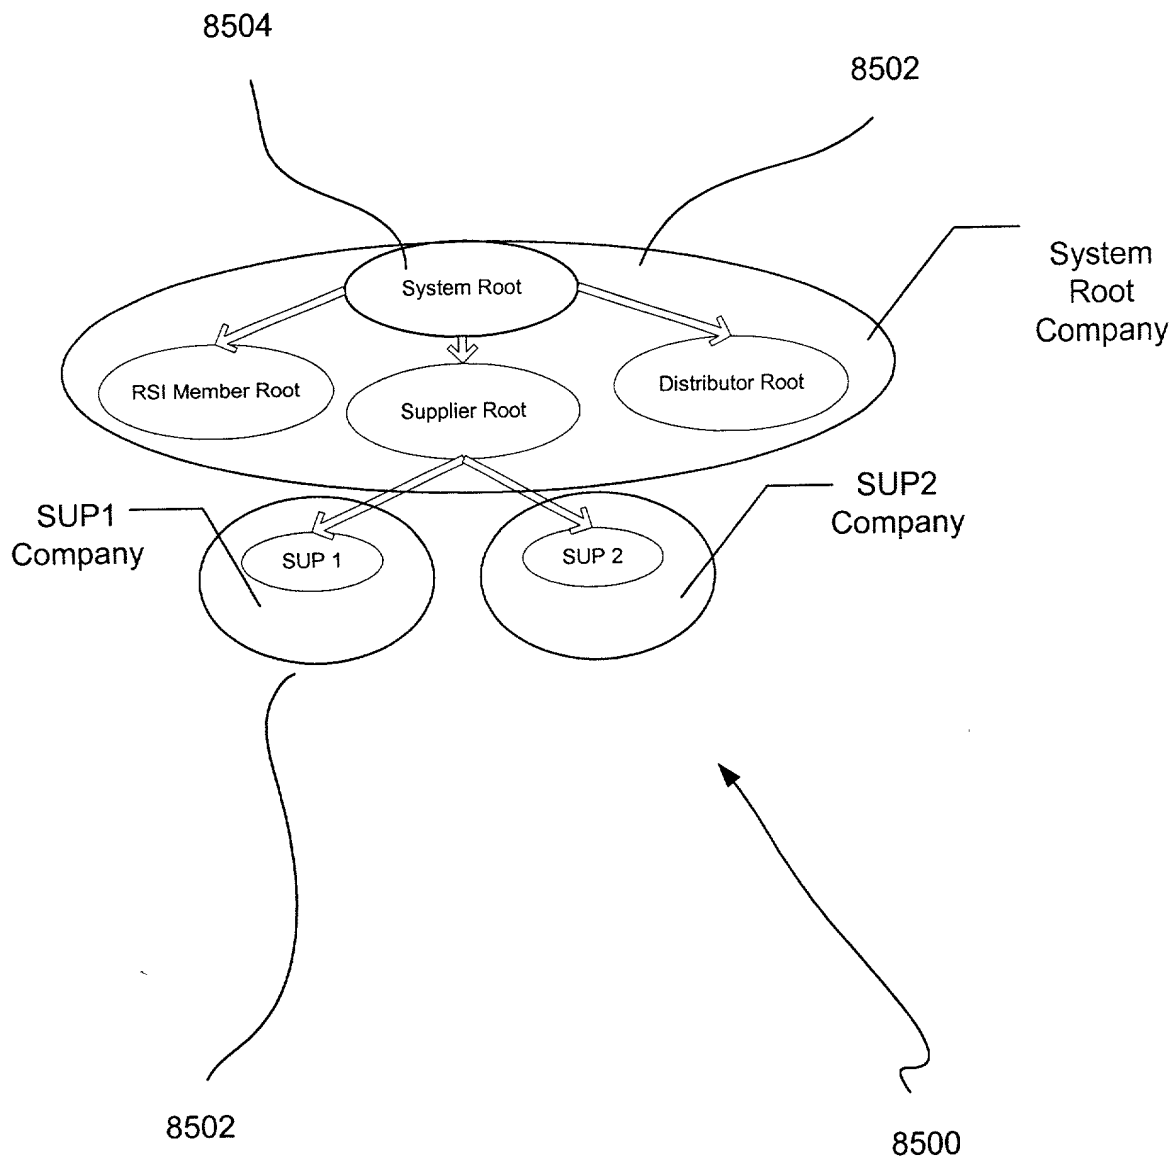 8504
8502
System
Root
Company
System Root
RSI Member Root
Supplier Root
Distributor Root
SUP1
Company
SUP2
Company
SUP 1
SUP 2
8502
8500